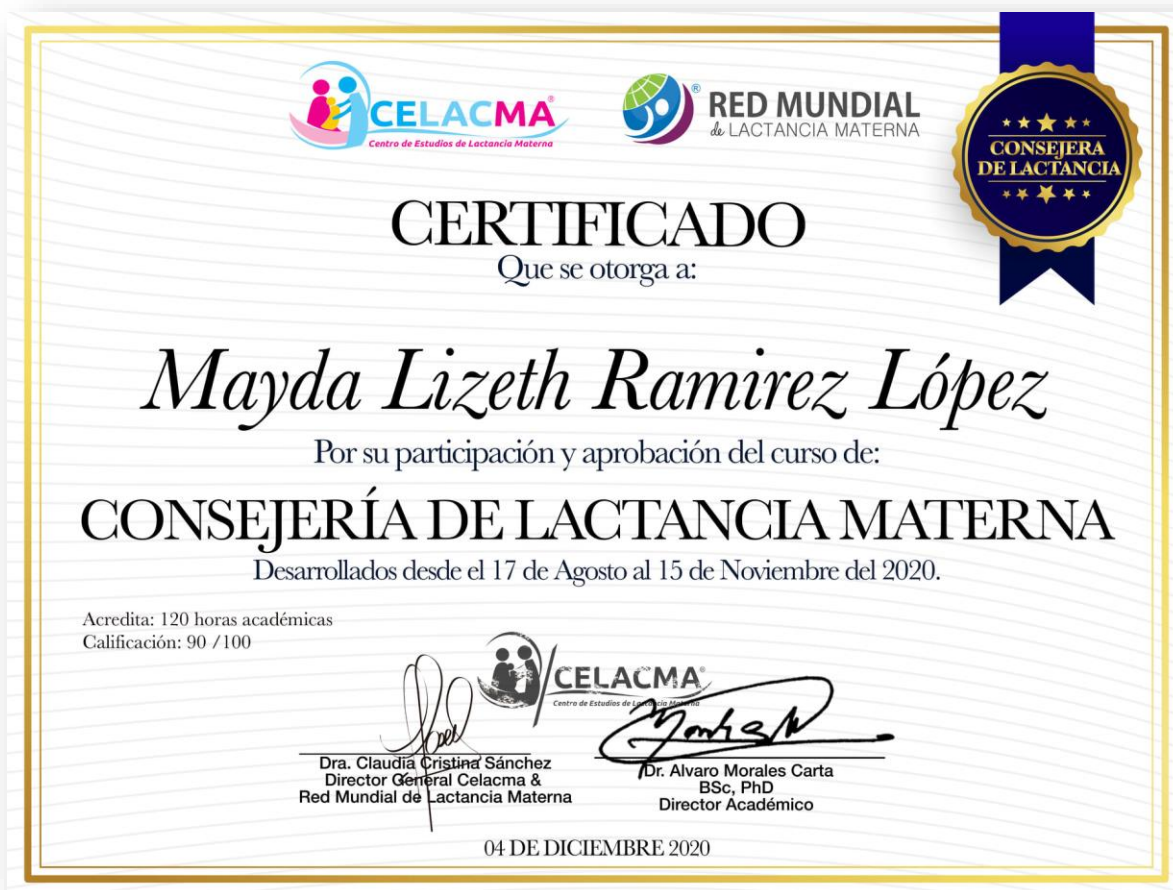 CELACMA®
Centro de Estudios de Lactancia Materna
® RED MUNDIAL
de LACTANCIA MATERNA
CONSEJERA
DE LACTANCIA
CERTIFICADO
Que se otorga a:
Mayda Lizeth Ramirez López
Por su participación y aprobación del curso de:
CONSEJERÍA DE LACTANCIA MATERNA
Desarrollados desde el 17 de Agosto al 15 de Noviembre del 2020.
Acredita: 120 horas académicas
Calificación: 90 /100
CELACMA®
Centro de Estudios de Lactancia Materna
Dra. Claudia Cristina Sánchez
Director General Celacma &
Red Mundial de Lactancia Materna
Dr. Alvaro Morales Carta
BSc, PhD
Director Académico
04 DE DICIEMBRE 2020